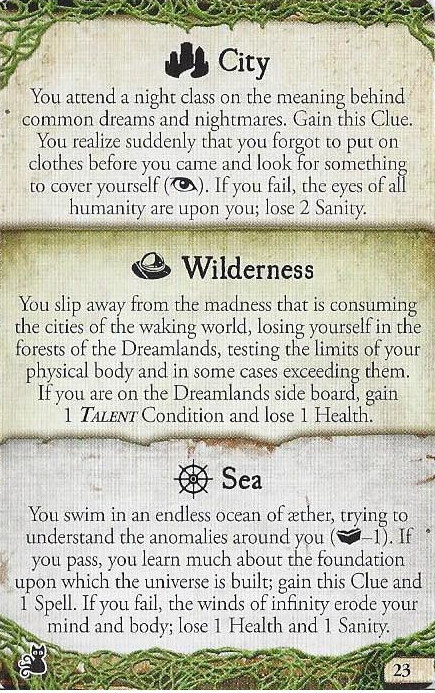 City
You attend a night class on the meaning behind
common dreams and nightmares. Gain this Clue.
You realize suddenly that you forgot to put on
clothes before you came and look for something
to cover yourself ( ). If you fail, the eyes of all
humanity are upon you; lose 2 Sanity.
Wilderness
You slip away from the madness that is consuming
the cities of the waking world, losing yourself in the
forests of the Dreamlands, testing the limits of your
physical body and in some cases exceeding them.
If you are on the Dreamlands side board, gain
1 TALENT Condition and lose 1 Health.
Sea
You swim in an endless ocean of æther, trying to
understand the anomalies around you ( –1). If
you pass, you learn much about the foundation
upon which the universe is built; gain this Clue and
1 Spell. If you fail, the winds of infinity erode your
mind and body; lose 1 Health and 1 Sanity.
23